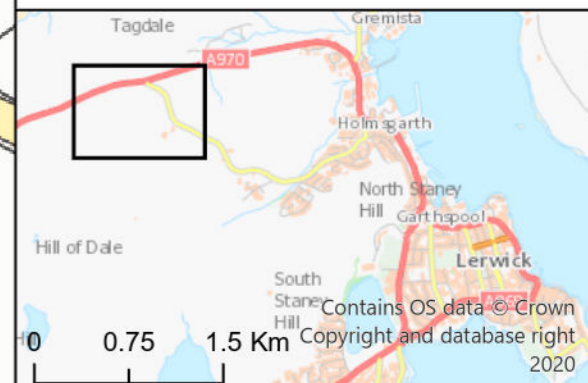 Gremista
Tagdale
A970
Holmsgarth
North Staney
Hill
Garthspool
Hill of Dale
Lerwick
South
Staney
Hill
Contains OS data © Crown
Copyright and database right
2020
0 0.75 1.5 Km